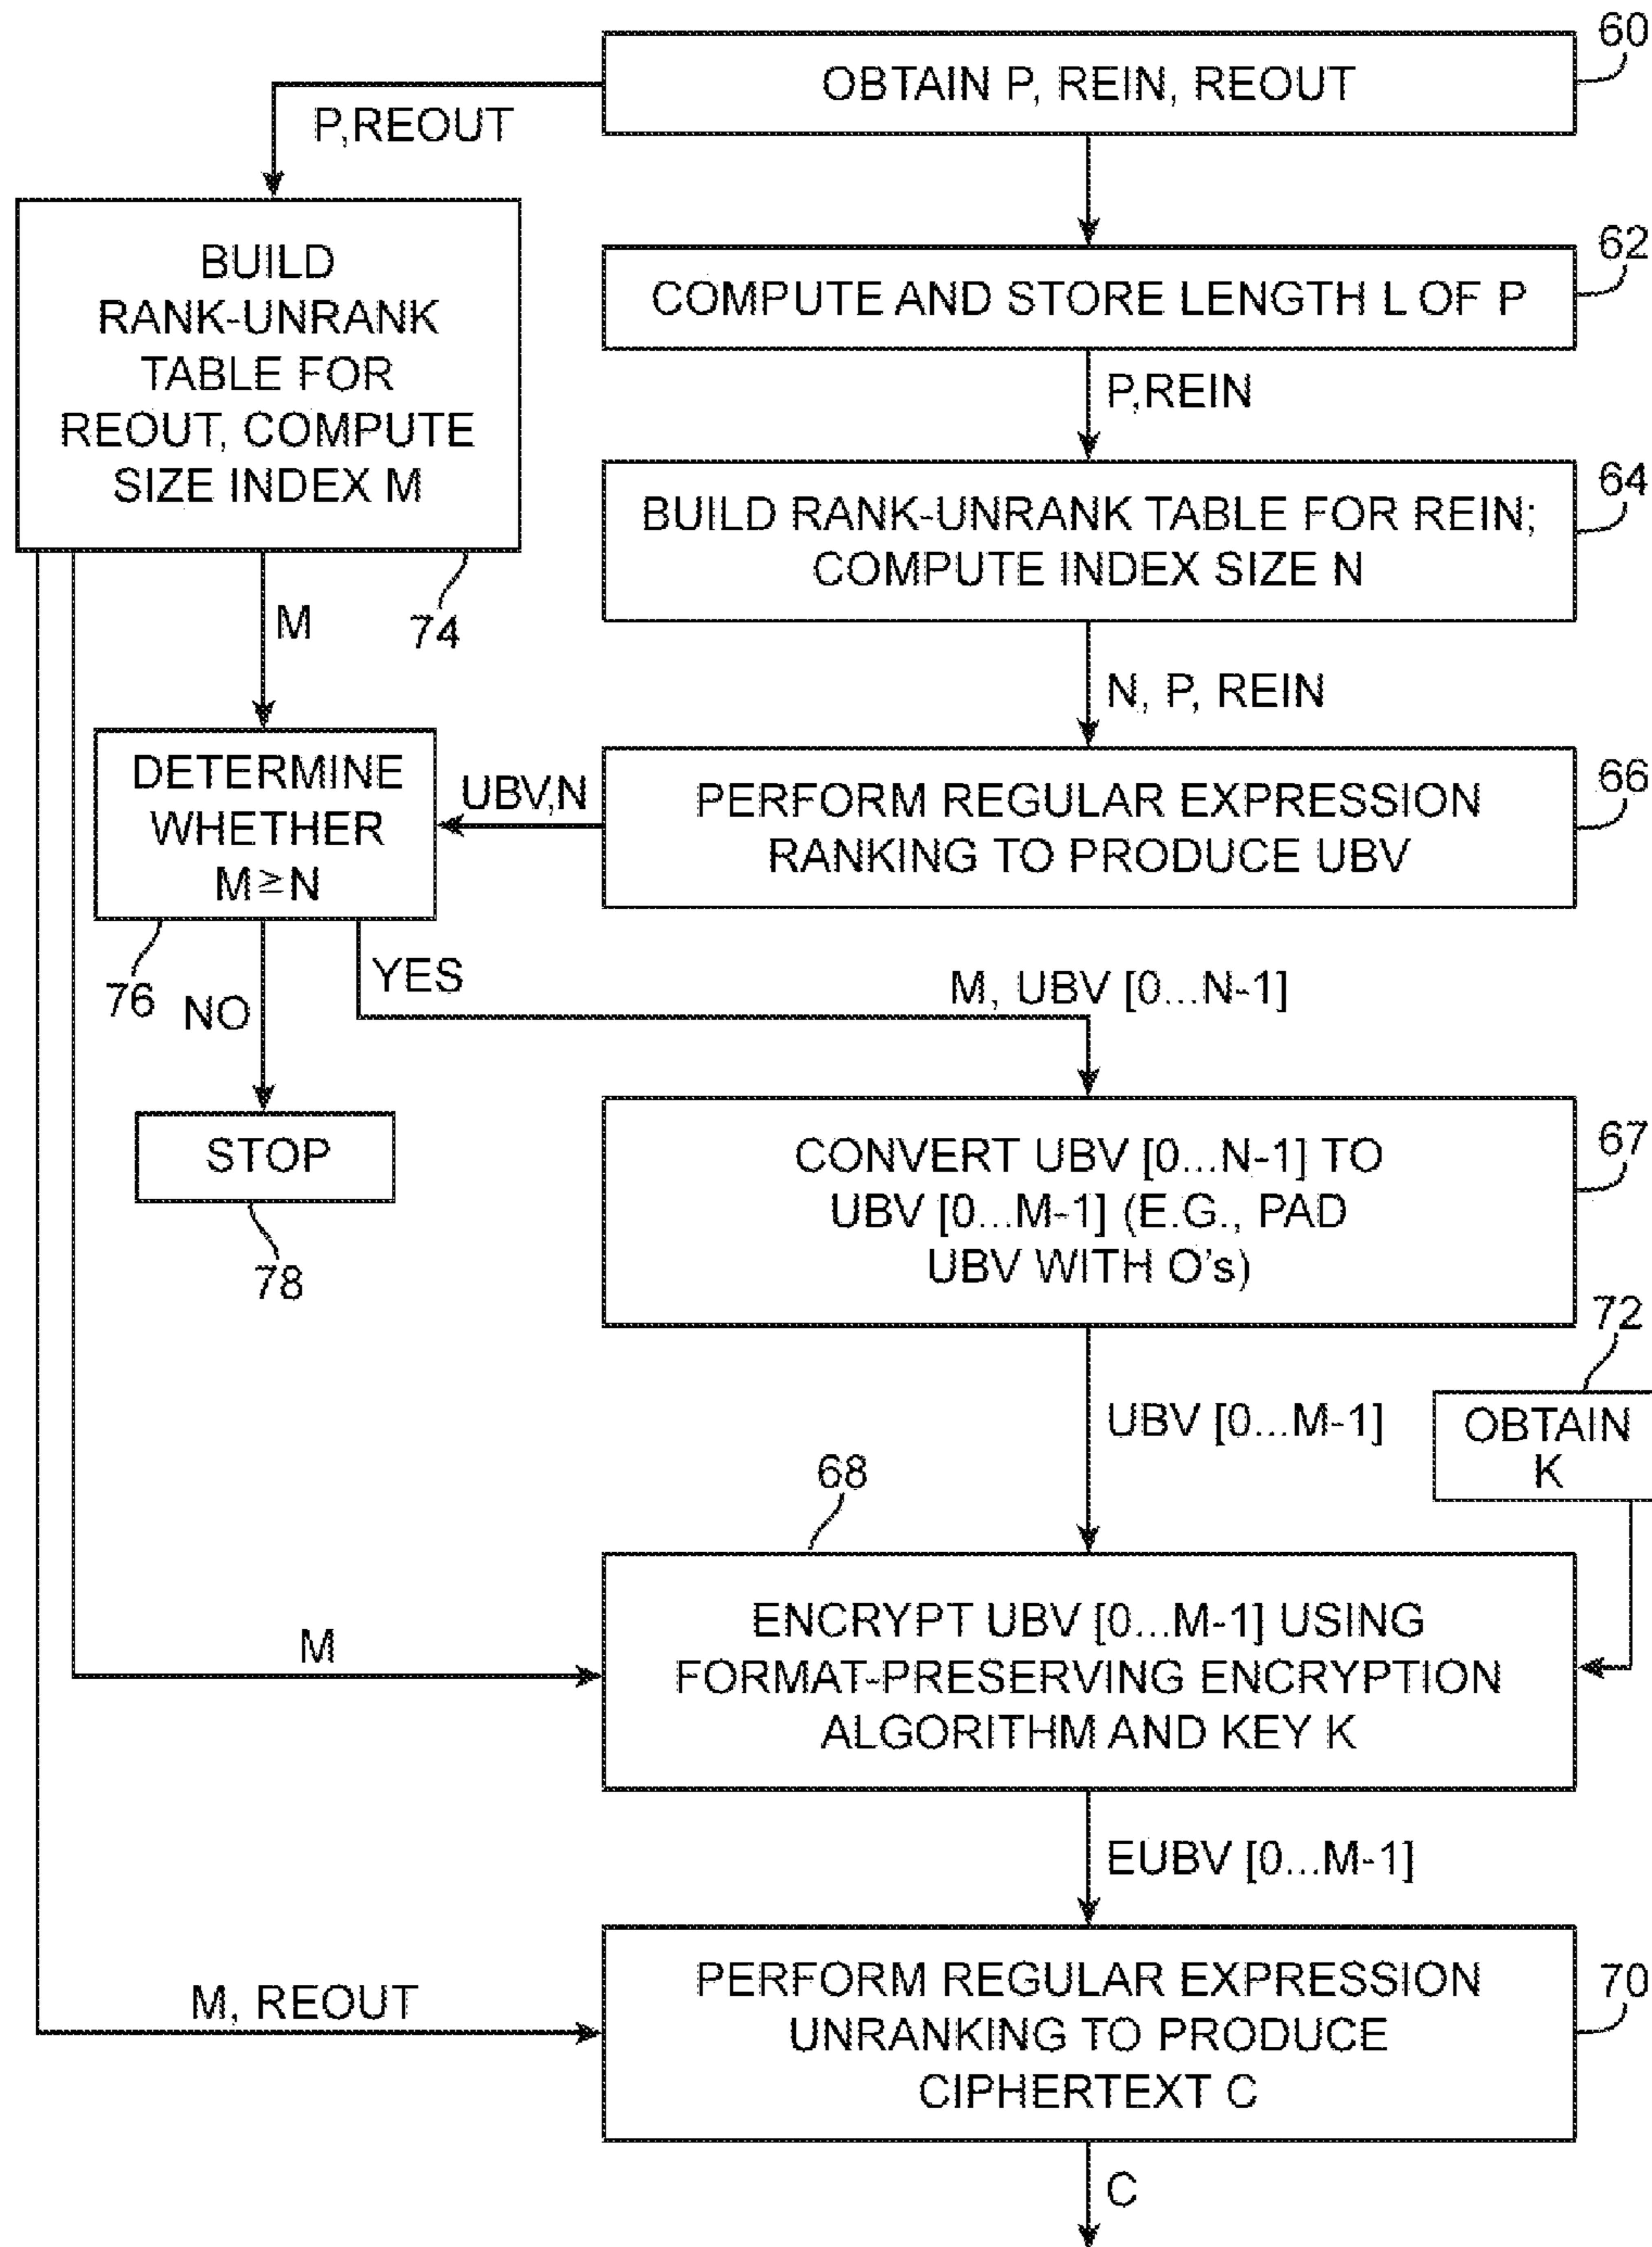 60
OBTAIN P, REIN, REOUT
P,REOUT
BUILD
RANK-UNRANK
TABLE FOR
REOUT, COMPUTE
SIZE INDEX M
74
62
COMPUTE AND STORE LENGTH L OF P
P,REIN
64
BUILD RANK-UNRANK TABLE FOR REIN;
COMPUTE INDEX SIZE N
M
N, P, REIN
DETERMINE
WHETHER
M ≥ N
76
UBV,N
PERFORM REGULAR EXPRESSION
RANKING TO PRODUCE UBV
66
YES
M, UBV [0...N-1]
NO
STOP
78
CONVERT UBV [0...N-1] TO
UBV [0...M-1] (E.G., PAD
UBV WITH O's)
67
72
OBTAIN
K
UBV [0...M-1]
68
M
ENCRYPT UBV [0...M-1] USING
FORMAT-PRESERVING ENCRYPTION
ALGORITHM AND KEY K
EUBV [0...M-1]
M, REOUT
PERFORM REGULAR EXPRESSION
UNRANKING TO PRODUCE
CIPHERTEXT C
70
C